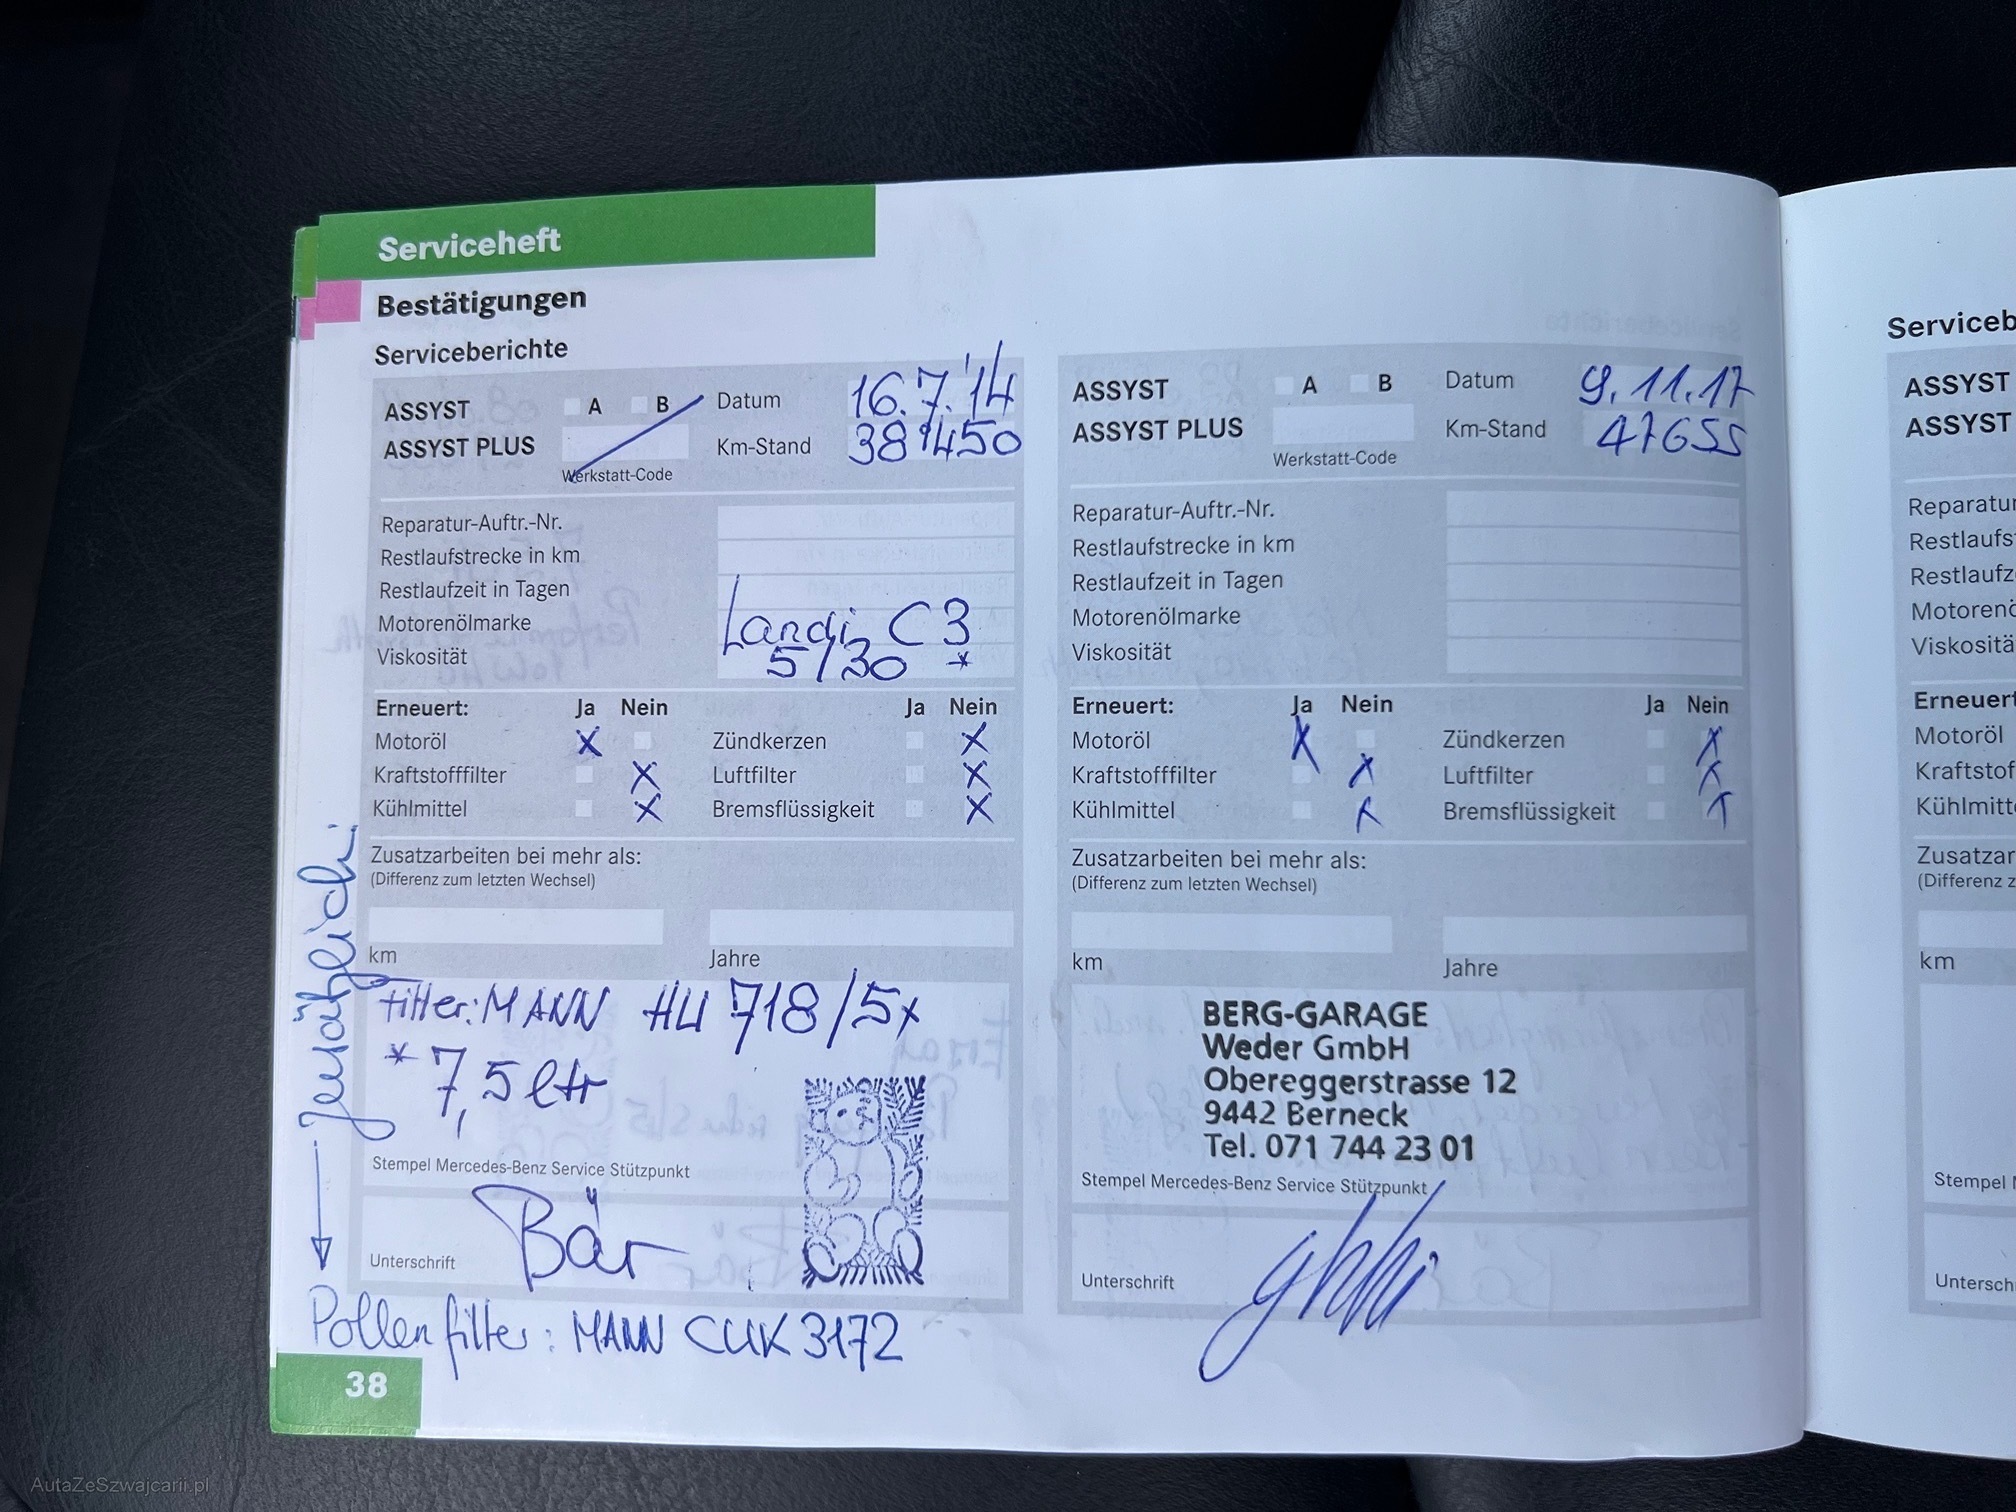 Serviceheft
Bestätigungen
Serviceberichte
ASSYST A B Datum 16.7.'14
ASSYST PLUS Km-Stand 38'450
Werkstatt-Code
Reparatur-Auftr.-Nr.
Restlaufstrecke in km
Restlaufzeit in Tagen
Motorenölmarke Landi C3
Viskosität 5/30 *
Erneuert: Ja Nein Ja Nein
Motoröl X Zündkerzen X
Kraftstofffilter X Luftfilter X
Kühlmittel X Bremsflüssigkeit X
Zusatzarbeiten bei mehr als:
(Differenz zum letzten Wechsel)
km Jahre
Filter: MANN HU 718/5x
* 7,5 ltr
Stempel Mercedes-Benz Service Stützpunkt
Unterschrift Bär
zusätzlich:
Pollenfilter: MANN CUK 3172
38
ASSYST A B Datum 9.11.17
ASSYST PLUS Km-Stand 47655
Werkstatt-Code
Reparatur-Auftr.-Nr.
Restlaufstrecke in km
Restlaufzeit in Tagen
Motorenölmarke
Viskosität
Erneuert: Ja Nein Ja Nein
Motoröl X Zündkerzen X
Kraftstofffilter X Luftfilter X
Kühlmittel X Bremsflüssigkeit X
Zusatzarbeiten bei mehr als:
(Differenz zum letzten Wechsel)
km Jahre
BERG-GARAGE
Weder GmbH
Obereggerstrasse 12
9442 Berneck
Tel. 071 744 23 01
Stempel Mercedes-Benz Service Stützpunkt
Unterschrift
Serviceb
ASSYST
ASSYST
Reparatur
Restlaufs
Restlaufz
Motorenö
Viskositä
Erneuert
Motoröl
Kraftstof
Kühlmitt
Zusatzar
(Differenz z
km
Stempel M
Untersch
AutaZeSzwajcarii.pl